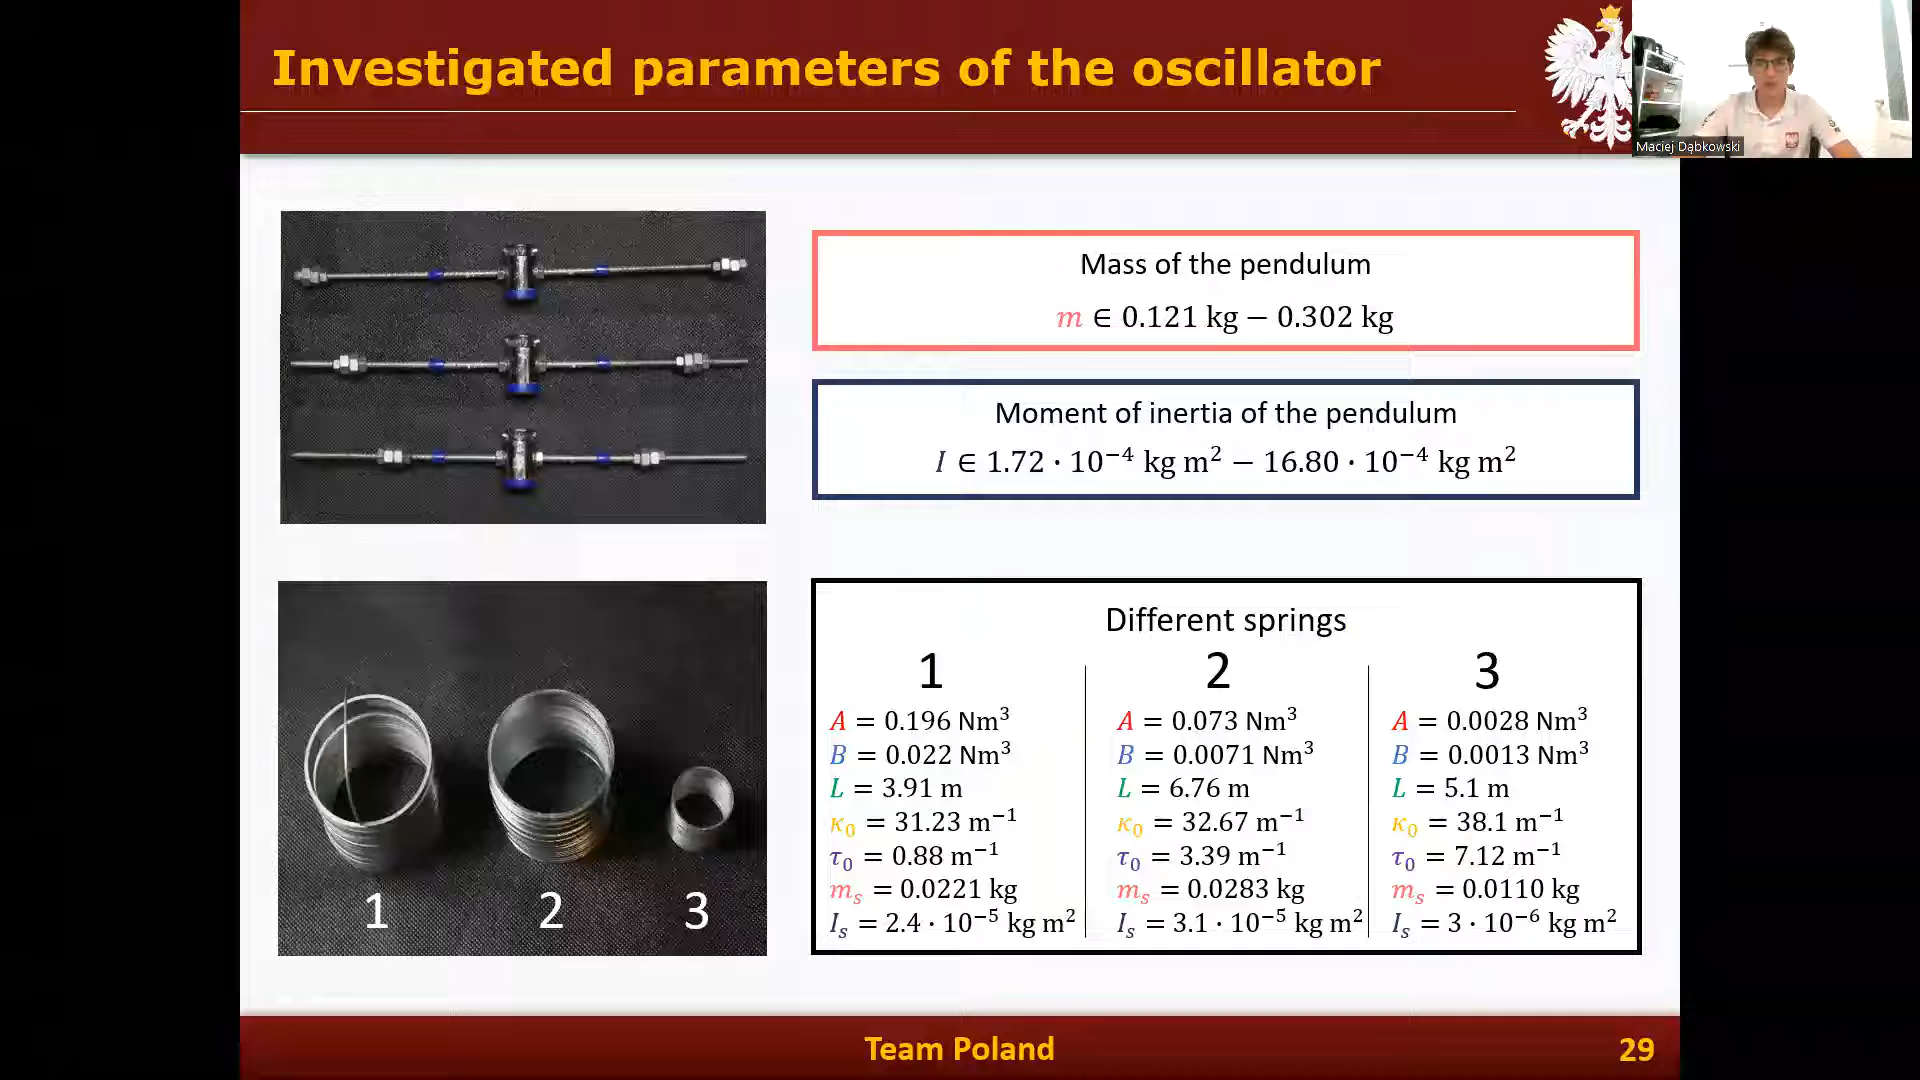 Investigated parameters of the oscillator
Maciej Dąbkowski
Mass of the pendulum
m ∈ 0.121 kg − 0.302 kg
Moment of inertia of the pendulum
I ∈ 1.72 · 10⁻⁴ kg m² − 16.80 · 10⁻⁴ kg m²
1 2 3
Different springs
1
A = 0.196 Nm³
B = 0.022 Nm³
L = 3.91 m
κ₀ = 31.23 m⁻¹
τ₀ = 0.88 m⁻¹
mₛ = 0.0221 kg
Iₛ = 2.4 · 10⁻⁵ kg m²
2
A = 0.073 Nm³
B = 0.0071 Nm³
L = 6.76 m
κ₀ = 32.67 m⁻¹
τ₀ = 3.39 m⁻¹
mₛ = 0.0283 kg
Iₛ = 3.1 · 10⁻⁵ kg m²
3
A = 0.0028 Nm³
B = 0.0013 Nm³
L = 5.1 m
κ₀ = 38.1 m⁻¹
τ₀ = 7.12 m⁻¹
mₛ = 0.0110 kg
Iₛ = 3 · 10⁻⁶ kg m²
Team Poland
29